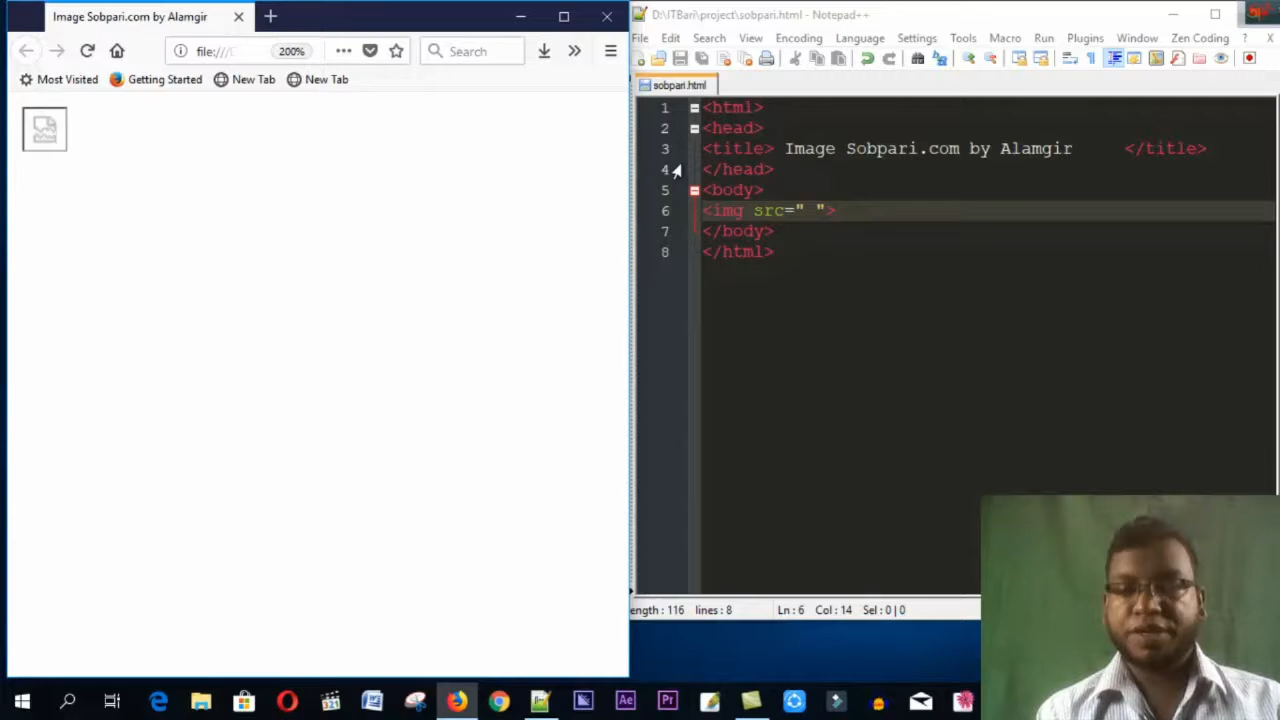 Image Sobpari.com by Alamgir
file:///
200%
Search
Most Visited
Getting Started
New Tab
New Tab
D:\ITBari\project\sobpari.html - Notepad++
File Edit Search View Encoding Language Settings Tools Macro Run Plugins Window Zen Coding ? X
sobpari.html
1 <html>
2 <head>
3 <title> Image Sobpari.com by Alamgir </title>
4 </head>
5 <body>
6 <img src=" ">
7 </body>
8 </html>
ength : 116 lines : 8 Ln : 6 Col : 14 Sel : 0 | 0
Ae
Pr